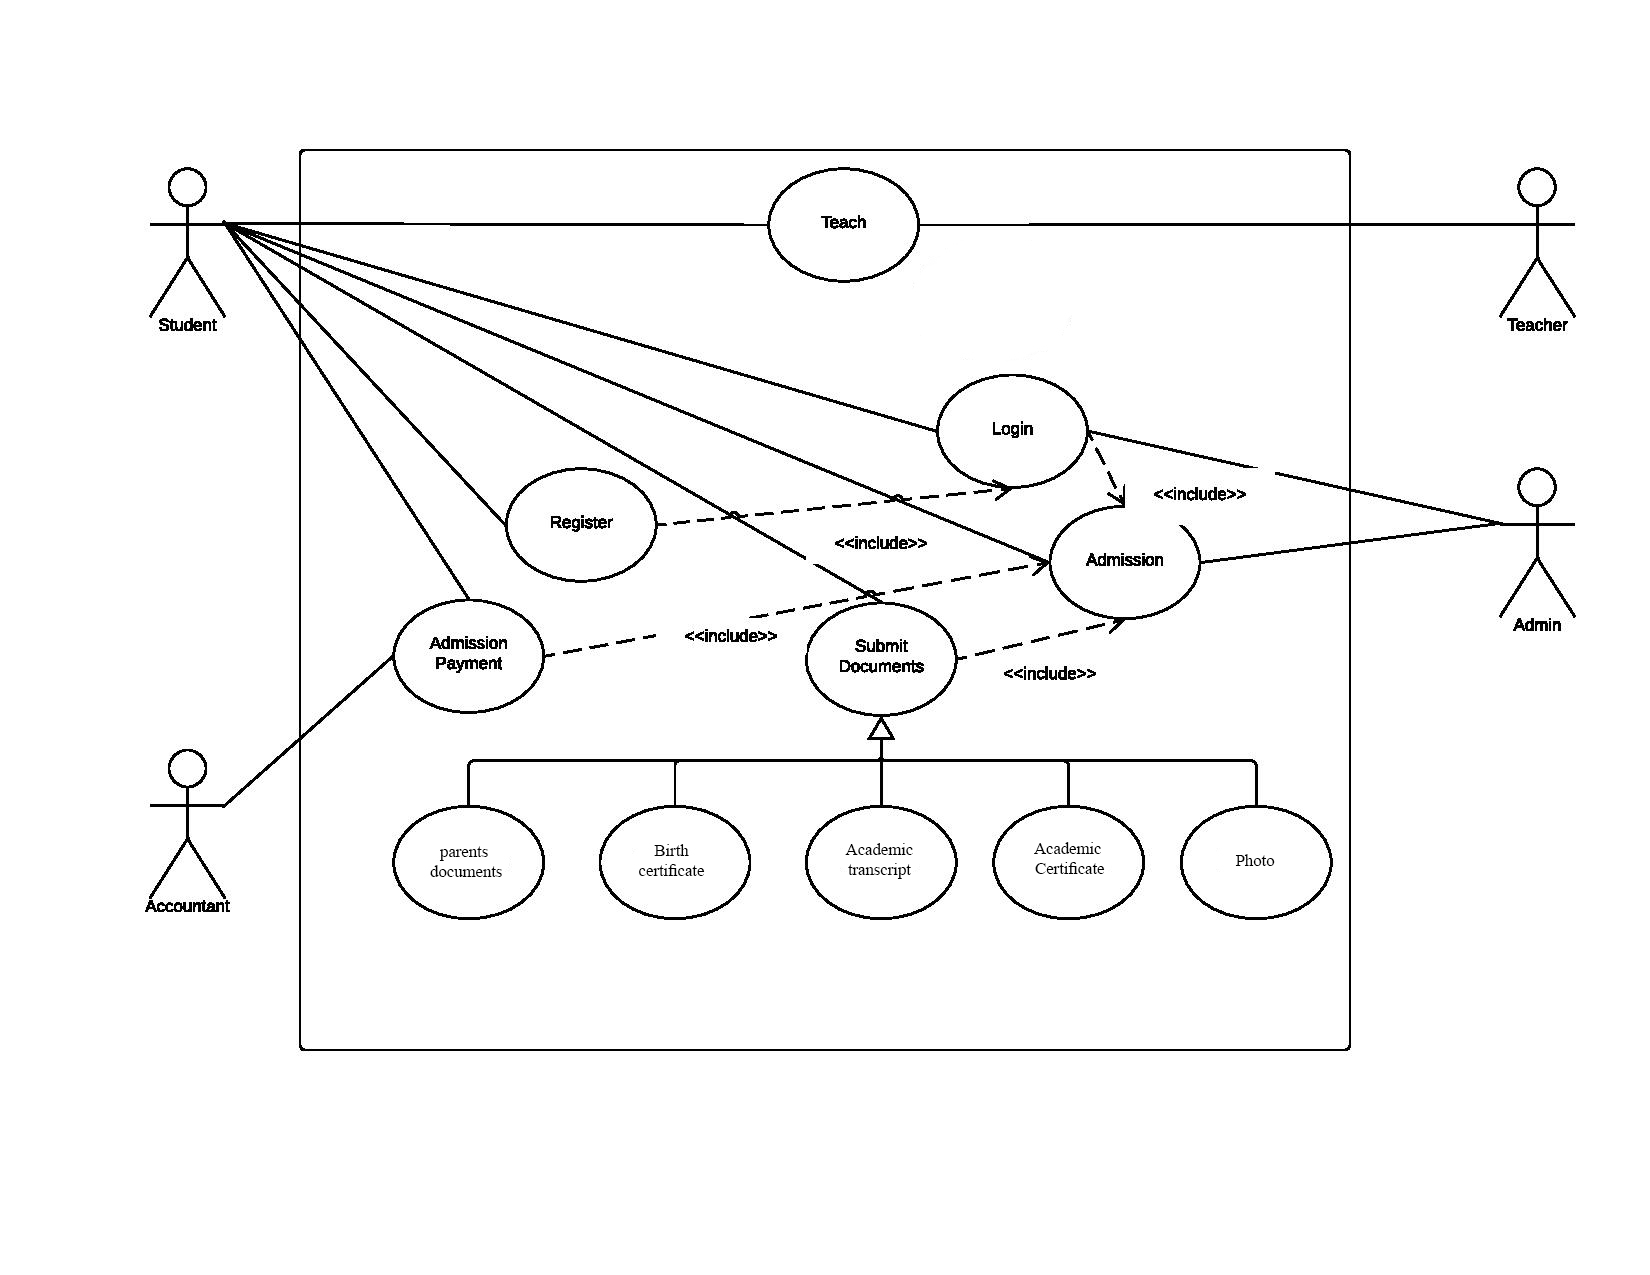 Teach
Student
Teacher
Login
<<include>>
Register
<<include>>
Admission
Admin
Admission
Payment
<<include>>
Submit
Documents
<<include>>
parents
documents
Birth
certificate
Academic
transcript
Academic
Certificate
Photo
Accountant